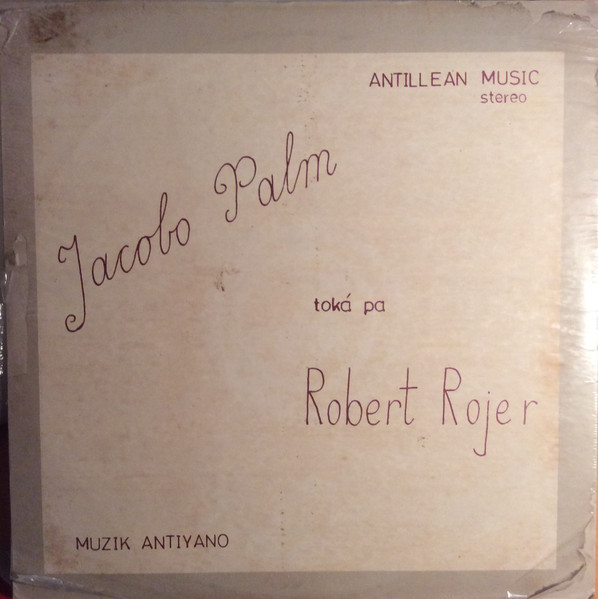 ANTILLEAN MUSIC
stereo
Jacobo Palm
toká pa
Robert Rojer
MUZIK ANTIYANO